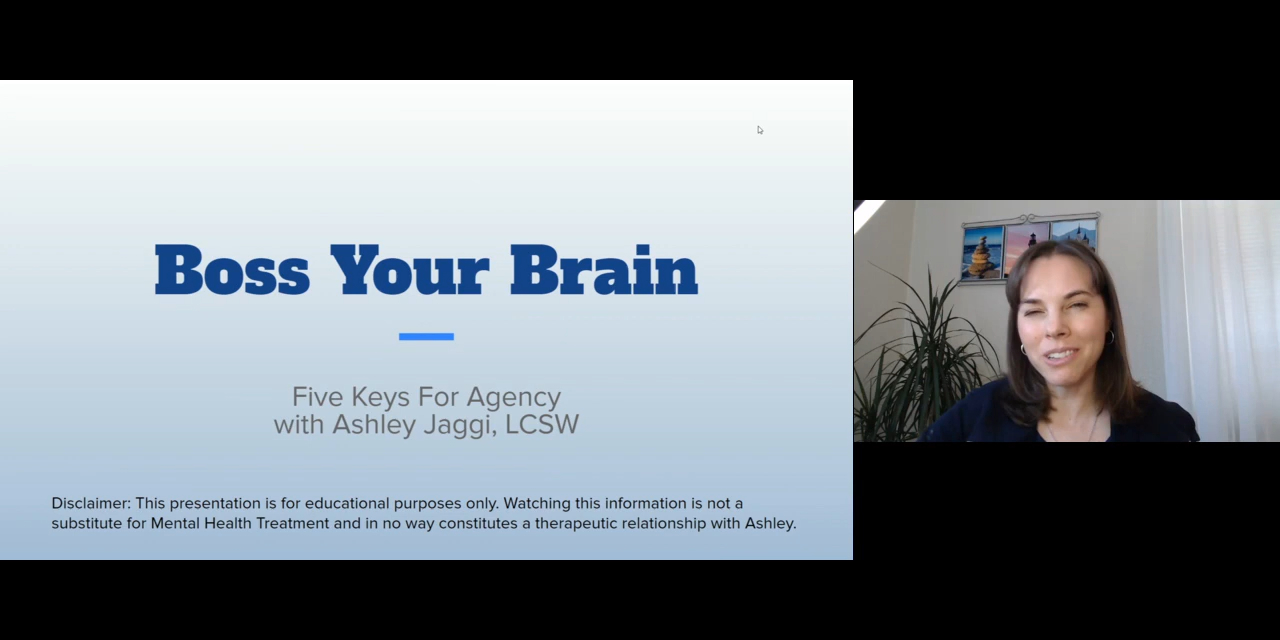 Boss Your Brain
Five Keys For Agency
with Ashley Jaggi, LCSW
Disclaimer: This presentation is for educational purposes only. Watching this information is not a
substitute for Mental Health Treatment and in no way constitutes a therapeutic relationship with Ashley.